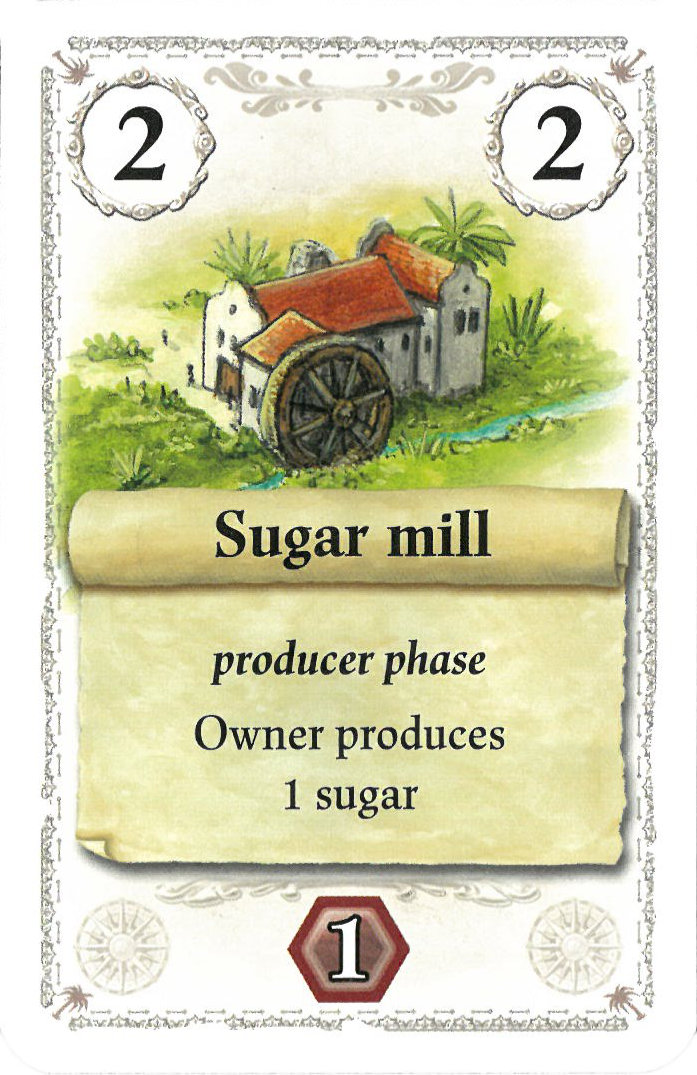 2 2
Sugar mill
producer phase
Owner produces
1 sugar
1